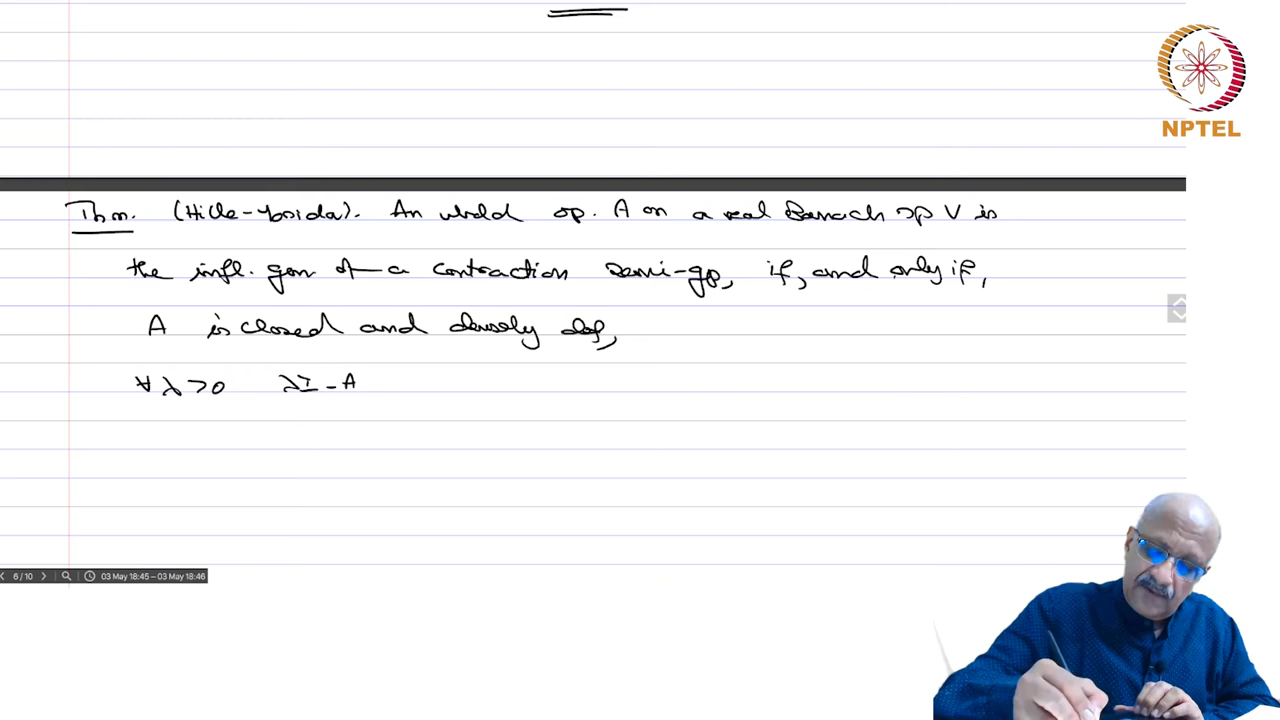 NPTEL
Thm. (Hille-Yosida). An unbdd op. A on a real Banach sp V is
the infl. gen of a contraction semi-gp, if, and only if,
A is closed and densely def,
∀ λ > 0 λI - A
6/10 03 May 18:45 – 03 May 18:46